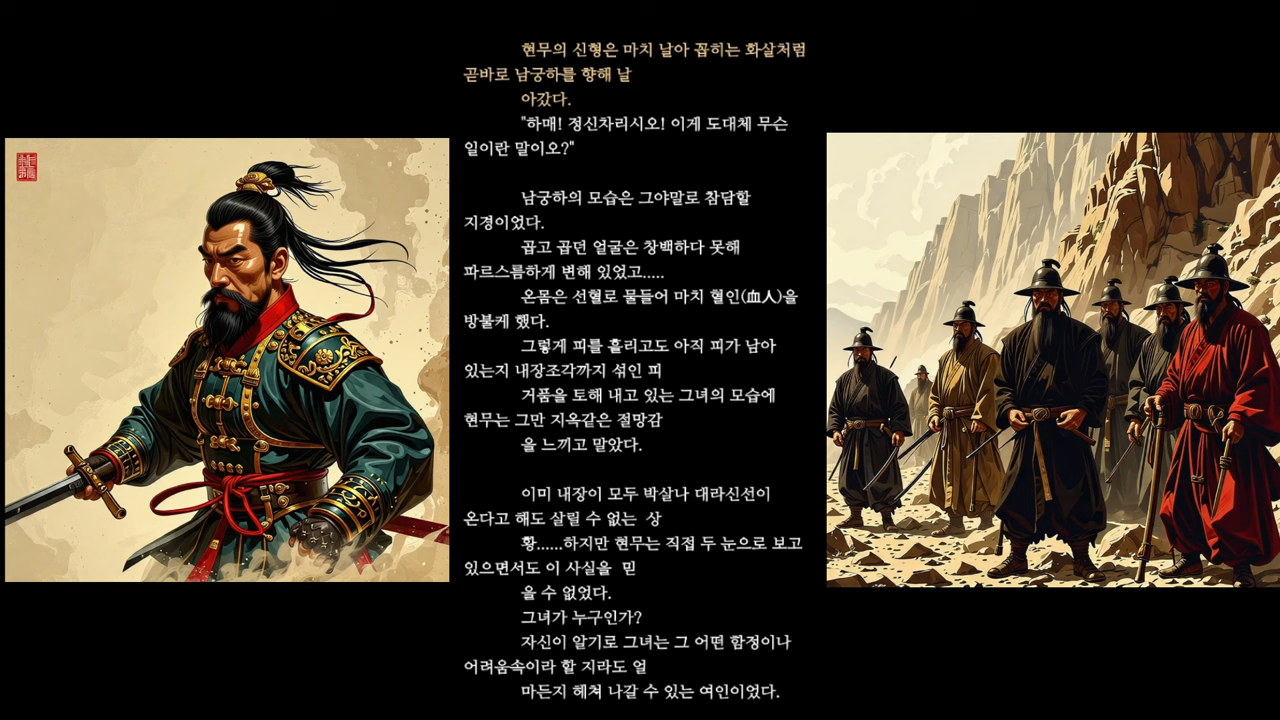 현무의 신형은 마치 날아 꼽히는 화살처럼
곧바로 남궁하를 향해 날
아갔다.
"하매! 정신차리시오! 이게 도대체 무슨
일이란 말이오?"
남궁하의 모습은 그야말로 참담할
지경이었다.
곱고 곱던 얼굴은 창백하다 못해
파르스름하게 변해 있었고.....
온몸은 선혈로 물들어 마치 혈인(血人)을
방불케 했다.
그렇게 피를 흘리고도 아직 피가 남아
있는지 내장조각까지 섞인 피
거품을 토해 내고 있는 그녀의 모습에
현무는 그만 지옥같은 절망감
을 느끼고 말았다.
이미 내장이 모두 박살나 대라신선이
온다고 해도 살릴 수 없는 상
황......하지만 현무는 직접 두 눈으로 보고
있으면서도 이 사실을 믿
을 수 없었다.
그녀가 누구인가?
자신이 알기로 그녀는 그 어떤 함정이나
어려움속이라 할 지라도 얼
마든지 헤쳐 나갈 수 있는 여인이었다.